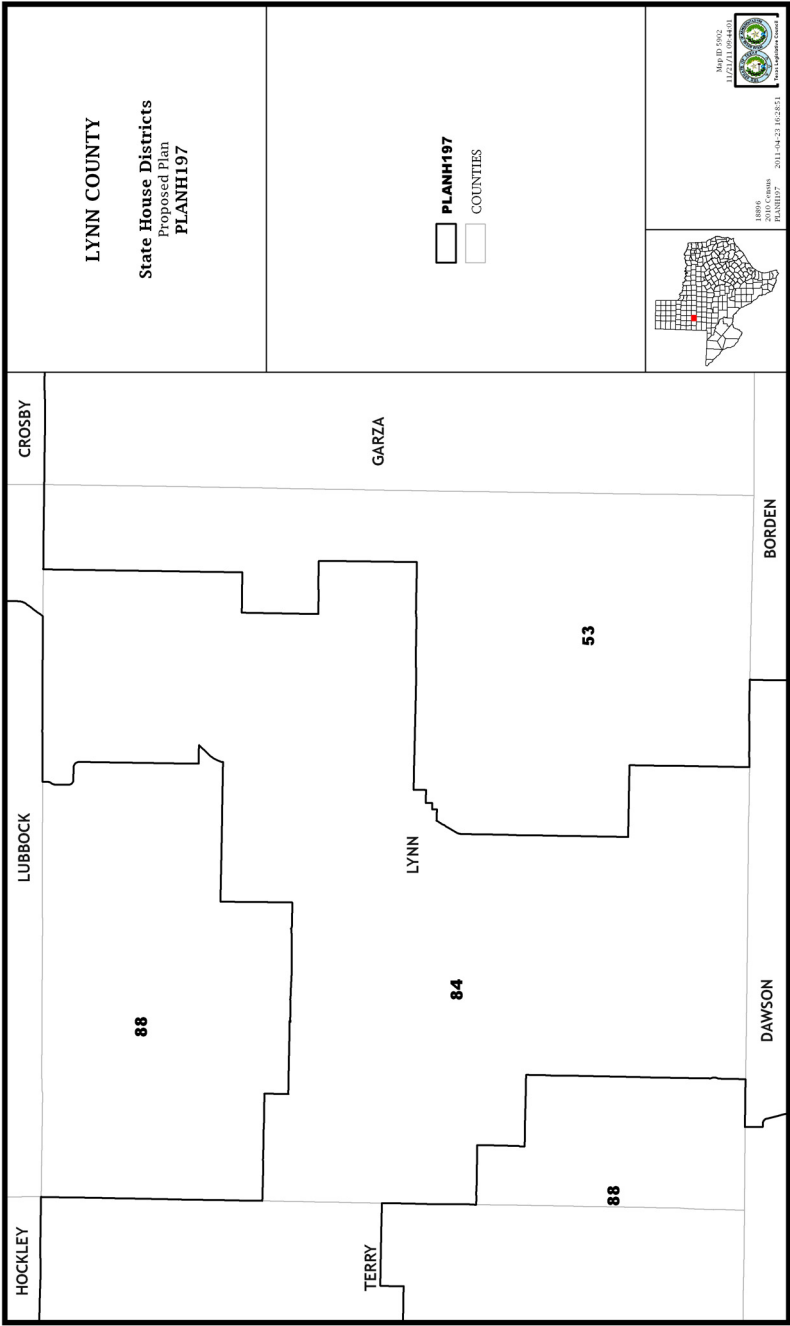 LYNN COUNTY
State House Districts
Proposed Plan
PLANH197
PLANH197
COUNTIES
18896
2010 Census
PLANH197 2011-04-23 16:28:51
Map ID 5902
11/21/11 09:44:01
Texas Legislative Council
HOCKLEY
LUBBOCK
CROSBY
88
TERRY
LYNN
GARZA
84
53
88
DAWSON
BORDEN